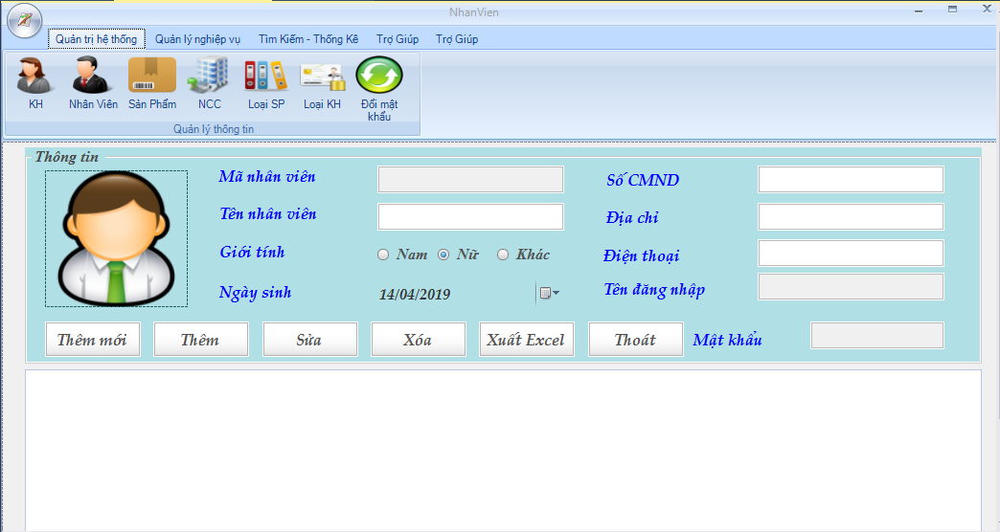 NhanVien
Quản trị hệ thống Quản lý nghiệp vụ Tìm Kiếm - Thống Kê Trợ Giúp Trợ Giúp
KH Nhân Viên Sản Phẩm NCC Loại SP Loại KH Đổi mật
khẩu
Quản lý thông tin
Thông tin
Mã nhân viên Số CMND
Tên nhân viên Địa chỉ
Giới tính Nam Nữ Khác Điện thoại
Ngày sinh 14/04/2019 Tên đăng nhập
Thêm mới Thêm Sửa Xóa Xuất Excel Thoát Mật khẩu